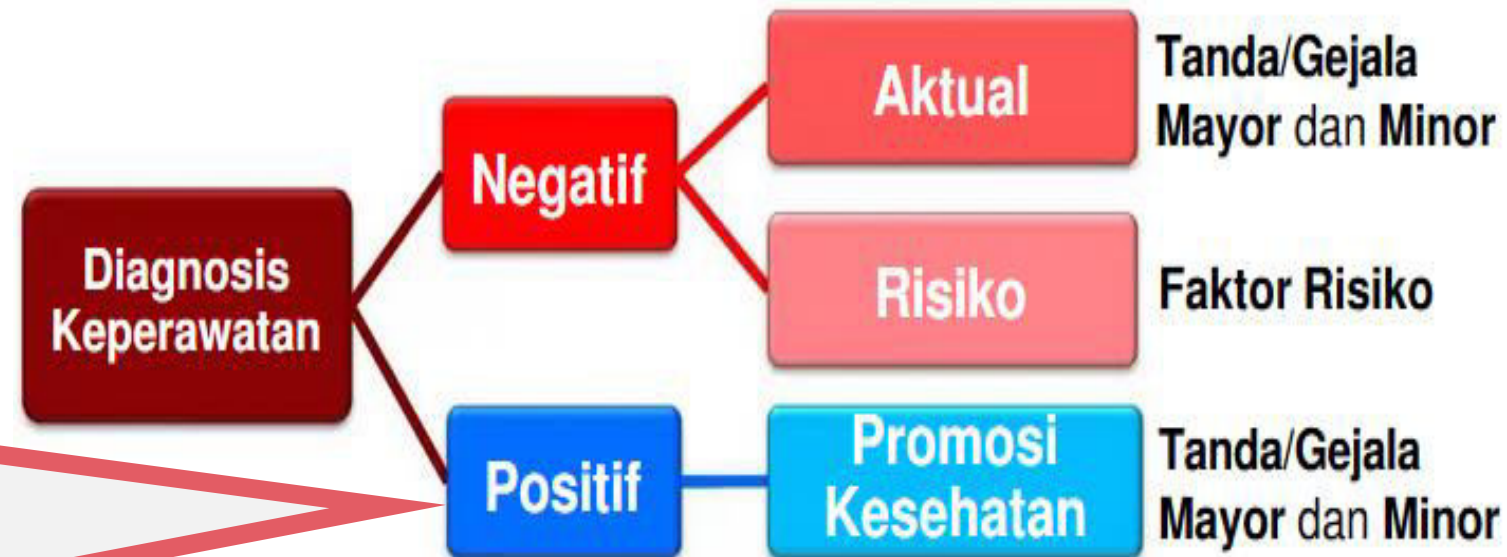 Diagnosis
Keperawatan
Negatif
Aktual
Tanda/Gejala
Mayor dan Minor
Risiko
Faktor Risiko
Positif
Promosi
Kesehatan
Tanda/Gejala
Mayor dan Minor